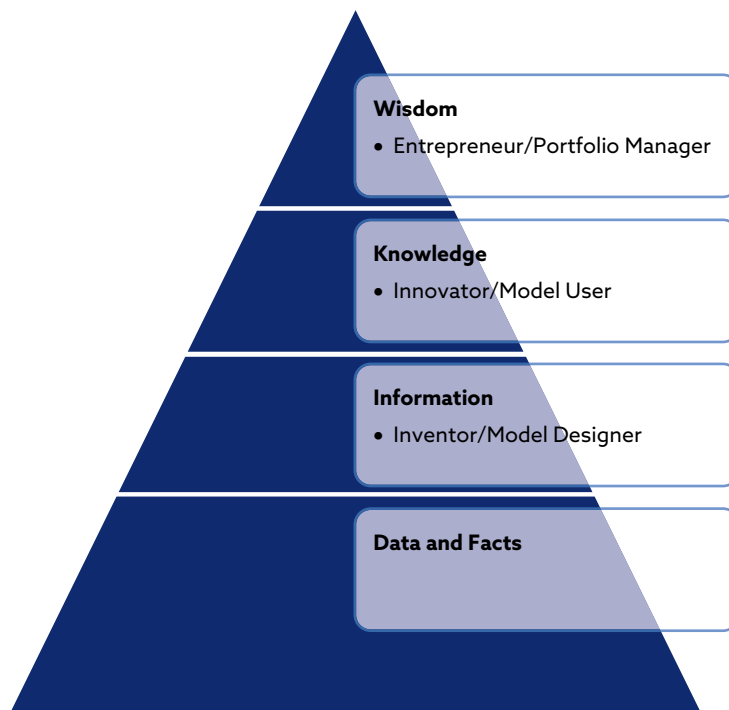 Wisdom
• Entrepreneur/Portfolio Manager
Knowledge
• Innovator/Model User
Information
• Inventor/Model Designer
Data and Facts